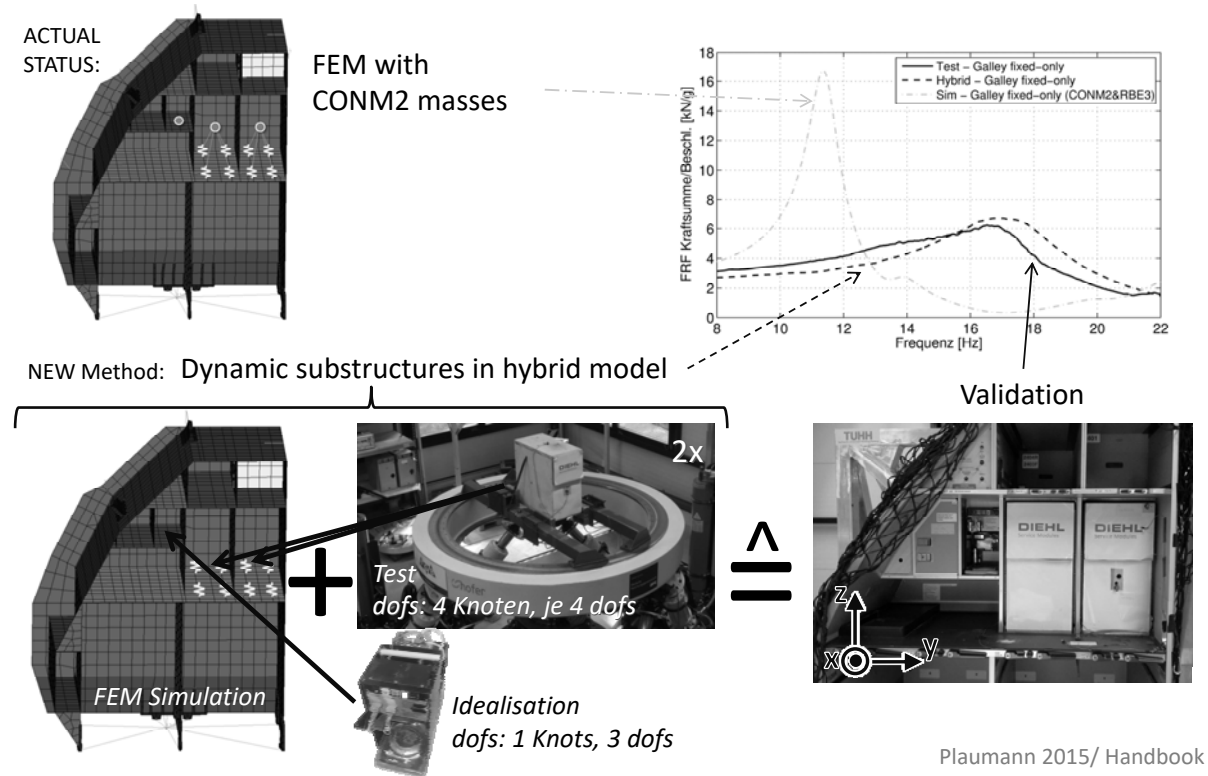 ACTUAL
STATUS:
FEM with
CONM2 masses
18
16
14
12
10
8
6
4
2
0
FRF Kraftsumme/Beschl. [kN/g]
Test – Galley fixed-only
Hybrid – Galley fixed-only
Sim – Galley fixed-only (CONM2&RBE3)
8 10 12 14 16 18 20 22
Frequenz [Hz]
NEW Method: Dynamic substructures in hybrid model
Validation
FEM Simulation
+
2x
DIEHL
Test
dofs: 4 Knoten, je 4 dofs
Idealisation
dofs: 1 Knots, 3 dofs
^
=
TUHH
DIEHL
DIEHL
z
x
y
Plaumann 2015/ Handbook